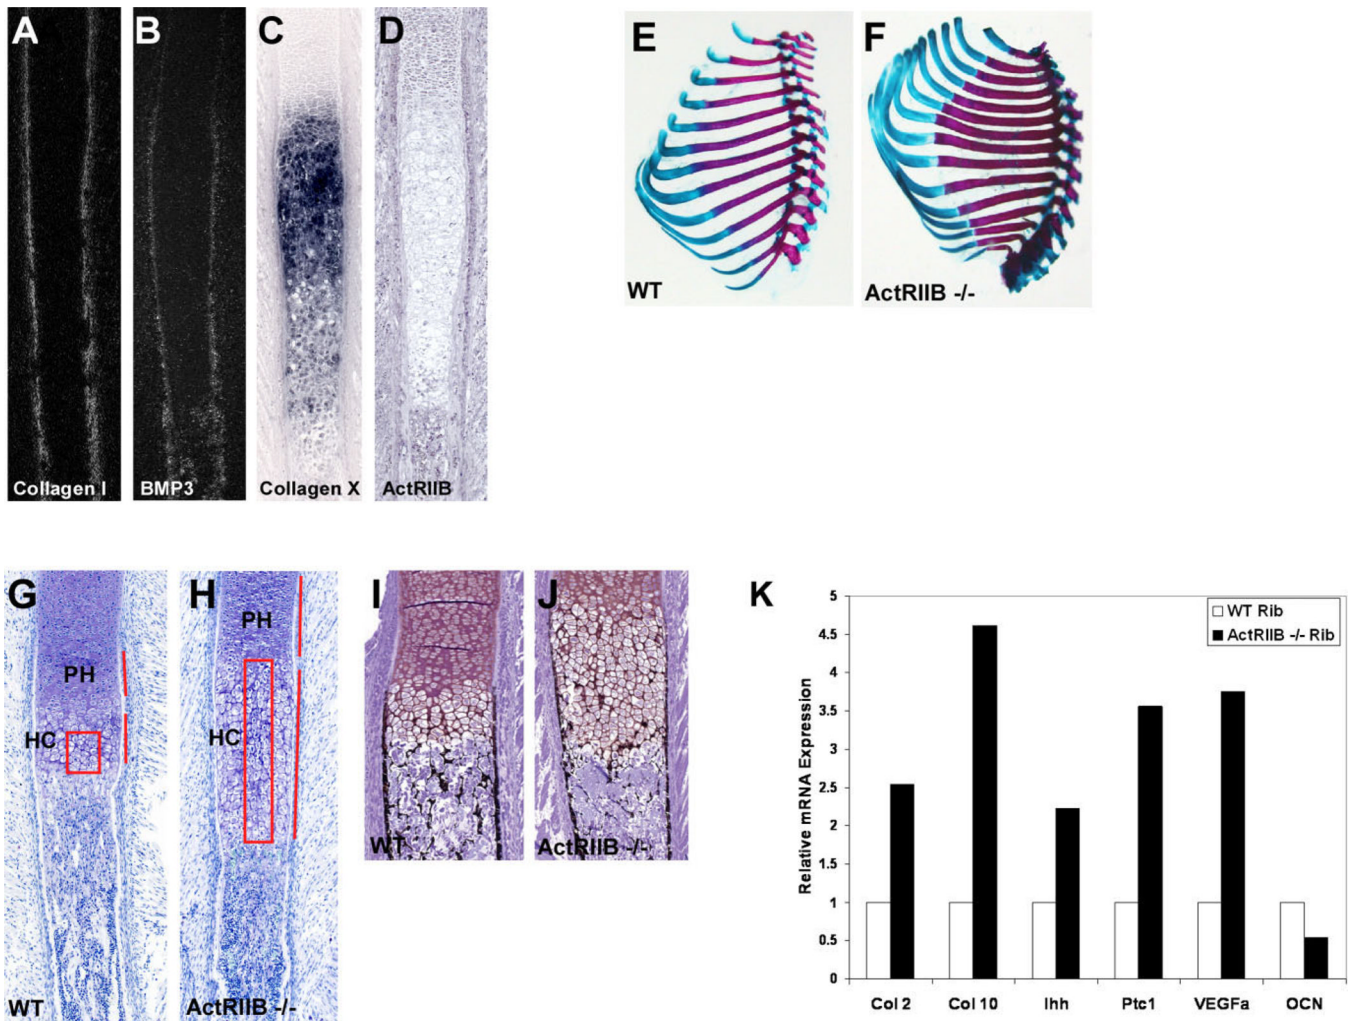 A B C D E F
Collagen I BMP3 Collagen X ActRIIB
WT ActRIIB -/-
G H I J K
PH PH
HC HC
WT ActRIIB -/-
WT ActRIIB -/-
WT Rib
ActRIIB -/- Rib
Relative mRNA Expression
5
4.5
4
3.5
3
2.5
2
1.5
1
0.5
0
Col 2 Col 10 Ihh Ptc1 VEGFa OCN